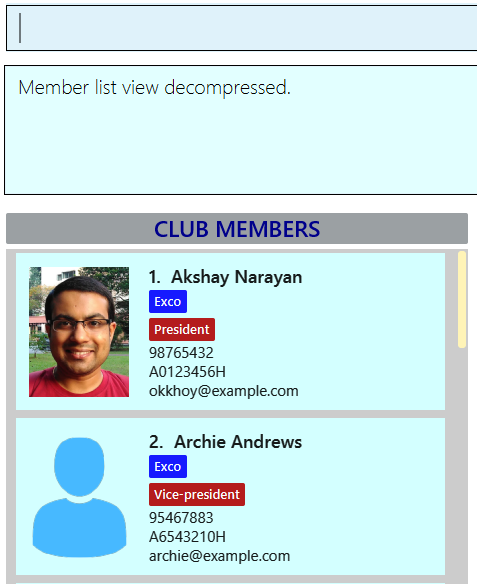 Member list view decompressed.
CLUB MEMBERS
1. Akshay Narayan
Exco
President
98765432
A0123456H
okkhoy@example.com
2. Archie Andrews
Exco
Vice-president
95467883
A6543210H
archie@example.com